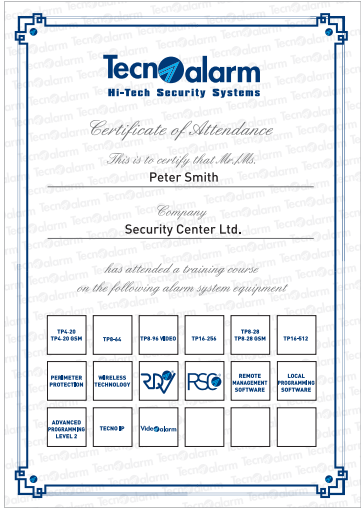 Tecnoalarm
Hi-Tech Security Systems
Certificate of Attendance
This is to certify that Mr./Ms.
Peter Smith
Company
Security Center Ltd.
has attended a training course
on the following alarm system equipment
TP4-20
TP4-20 GSM
TP8-64
TP8-96 VIDEO
TP16-256
TP8-28
TP8-28 GSM
TP16-512
PERIMETER
PROTECTION
WIRELESS
TECHNOLOGY
RDV
RSC
REMOTE
MANAGEMENT
SOFTWARE
LOCAL
PROGRAMMING
SOFTWARE
ADVANCED
PROGRAMMING
LEVEL 2
TECNO IP
Videoalarm